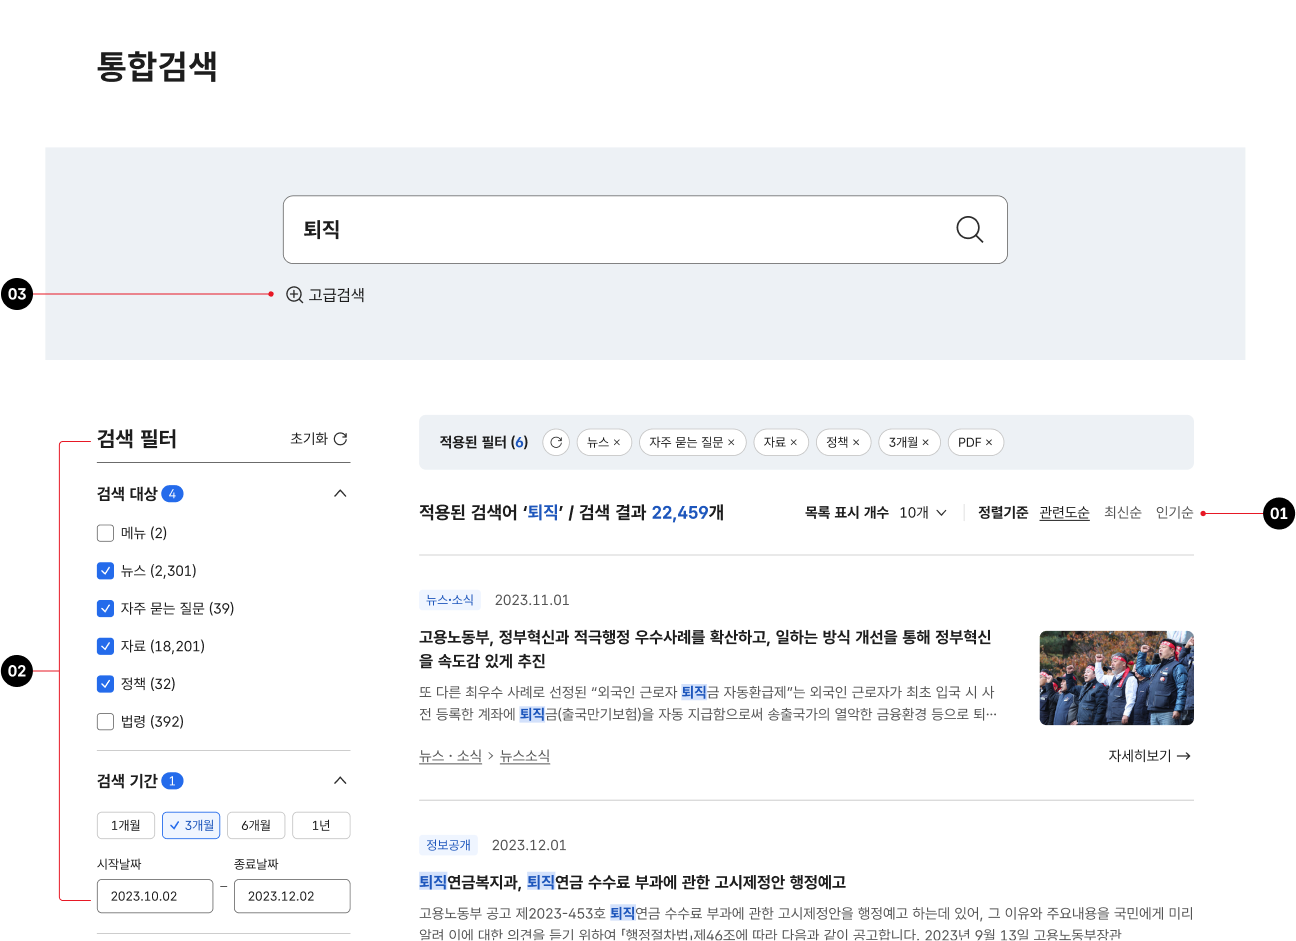 통합검색
퇴직
03
고급검색
검색 필터
초기화
검색 대상 4
메뉴 (2)
뉴스 (2,301)
자주 묻는 질문 (39)
자료 (18,201)
02
정책 (32)
법령 (392)
검색 기간 1
1개월 3개월 6개월 1년
시작날짜 종료날짜
2023.10.02 – 2023.12.02
적용된 필터 (6) 뉴스 × 자주 묻는 질문 × 자료 × 정책 × 3개월 × PDF ×
적용된 검색어 ‘퇴직’ / 검색 결과 22,459개
목록 표시 개수 10개 정렬기준 관련도순 최신순 인기순
01
뉴스·소식 2023.11.01
고용노동부, 정부혁신과 적극행정 우수사례를 확산하고, 일하는 방식 개선을 통해 정부혁신
을 속도감 있게 추진
또 다른 최우수 사례로 선정된 “외국인 근로자 퇴직금 자동환급제”는 외국인 근로자가 최초 입국 시 사
전 등록한 계좌에 퇴직금(출국만기보험)을 자동 지급함으로써 송출국가의 열악한 금융환경 등으로 퇴…
뉴스 · 소식 > 뉴스소식
자세히보기 →
정보공개 2023.12.01
퇴직연금복지과, 퇴직연금 수수료 부과에 관한 고시제정안 행정예고
고용노동부 공고 제2023-453호 퇴직연금 수수료 부과에 관한 고시제정안을 행정예고 하는데 있어, 그 이유와 주요내용을 국민에게 미리
알려 이에 대한 의견을 듣기 위하여 「행정절차법」제46조에 따라 다음과 같이 공고합니다. 2023년 9월 13일 고용노동부장관